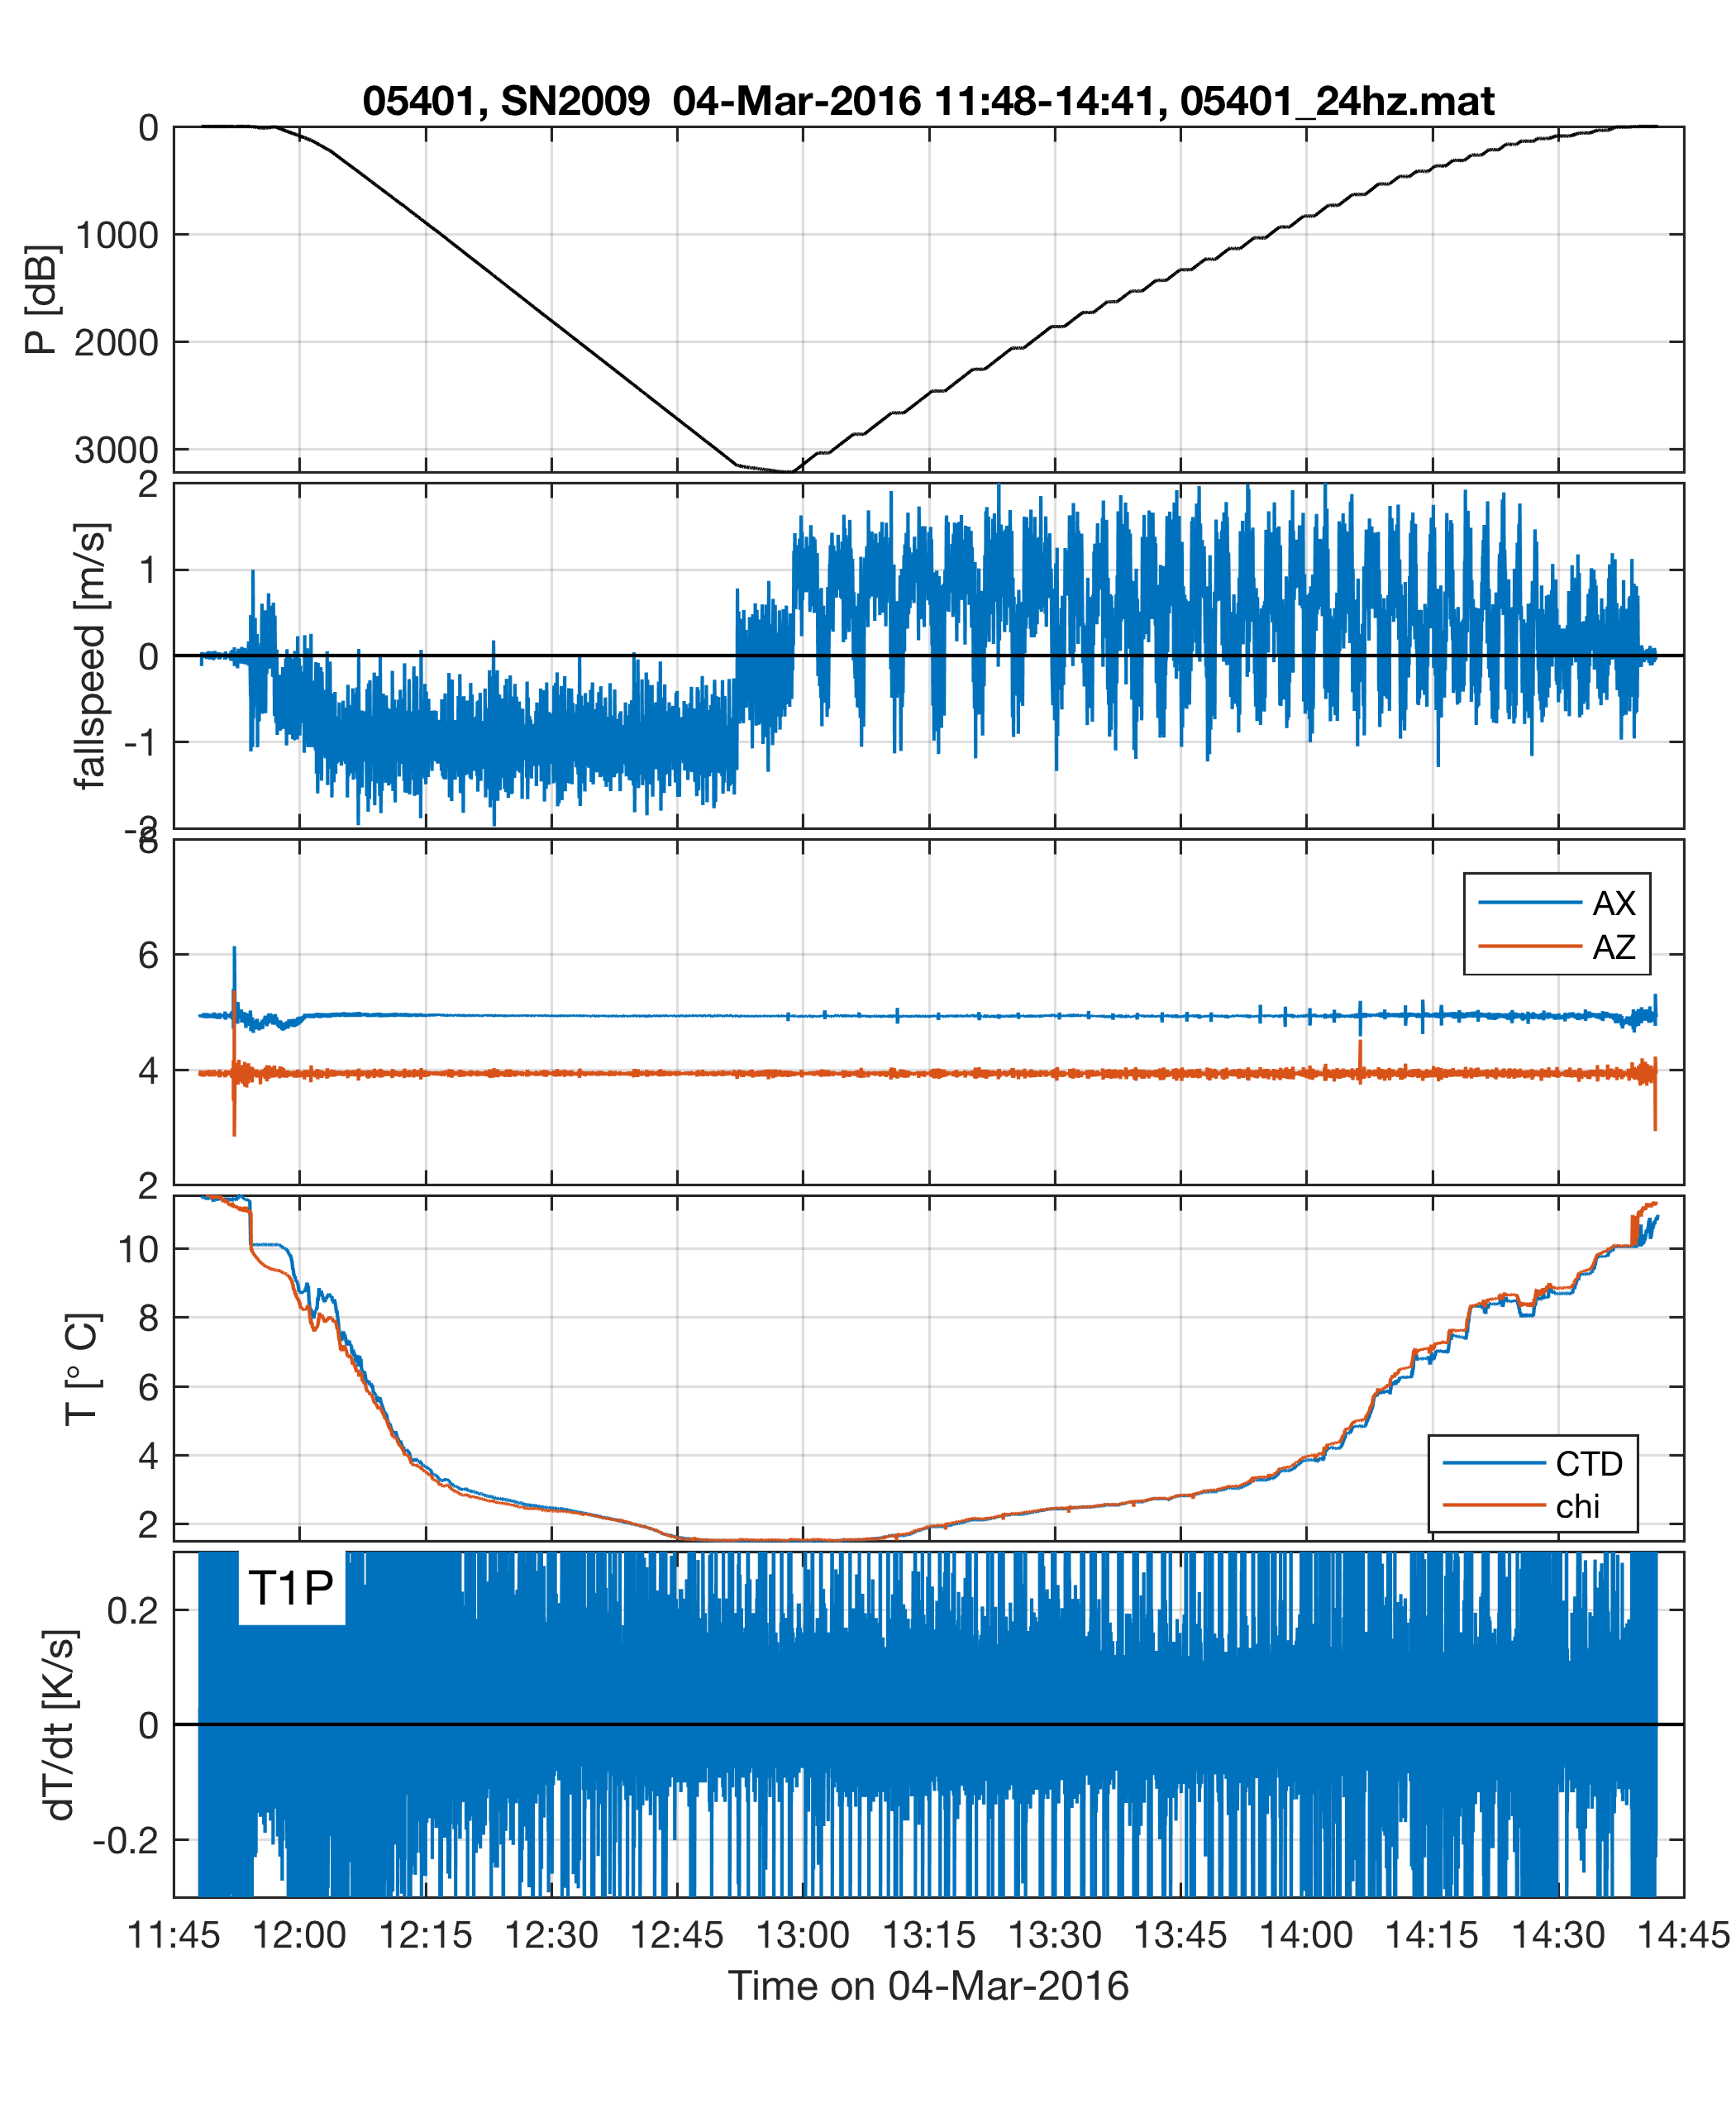 05401, SN2009  04-Mar-2016 11:48-14:41, 05401_24hz.mat
0
1000
2000
3000
P [dB]
2
1
0
-1
-2
fallspeed [m/s]
8
6
4
2
AX
AZ
10
8
6
4
2
T [° C]
CTD
chi
T1P
0.2
0
-0.2
dT/dt [K/s]
11:45 12:00 12:15 12:30 12:45 13:00 13:15 13:30 13:45 14:00 14:15 14:30 14:45
Time on 04-Mar-2016